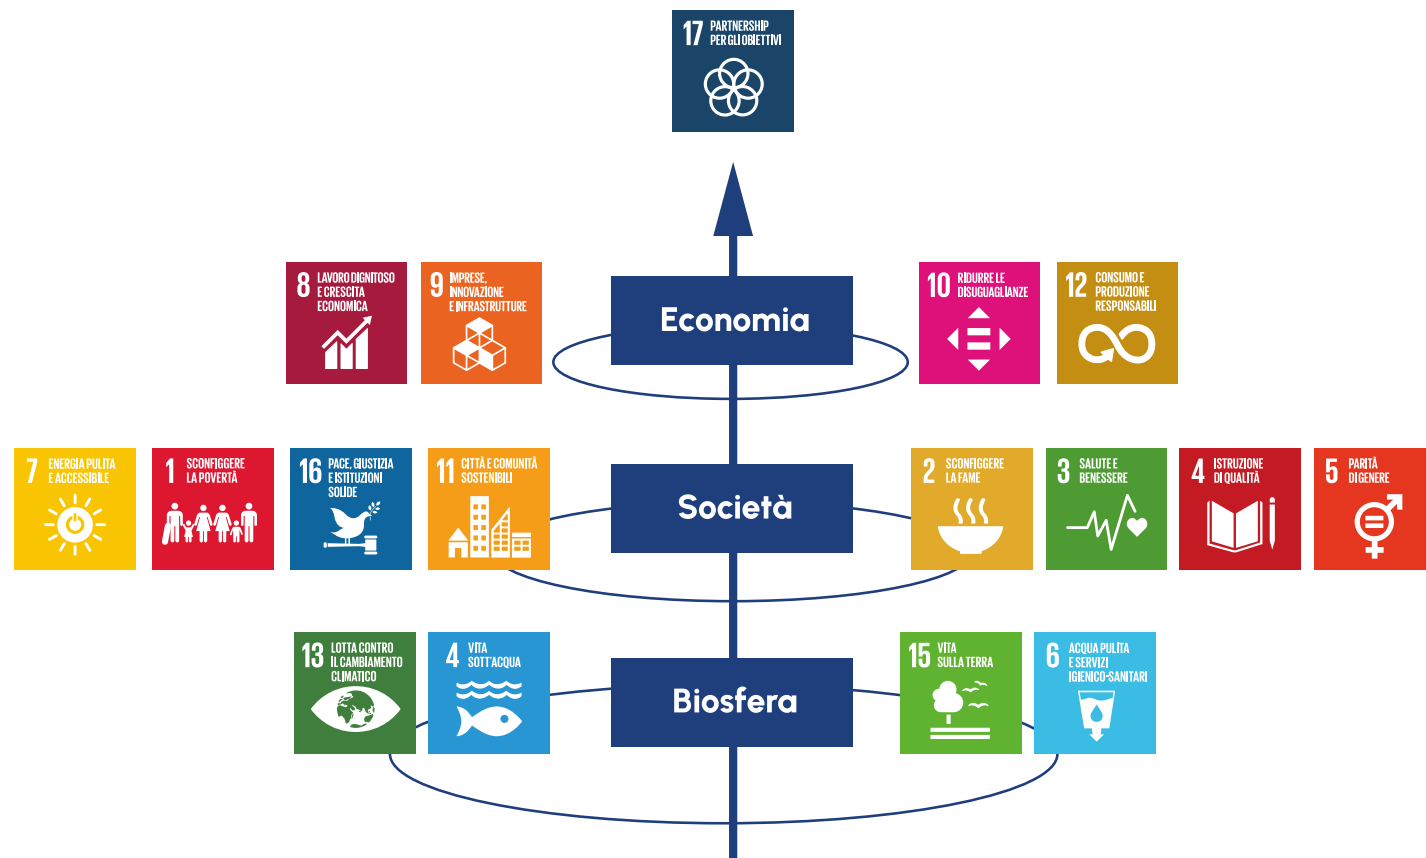 17 PARTNERSHIP
PER GLI OBIETTIVI
8 LAVORO DIGNITOSO
E CRESCITA
ECONOMICA
9 IMPRESE,
INNOVAZIONE
E INFRASTRUTTURE
Economia
10 RIDURRE LE
DISUGUAGLIANZE
12 CONSUMO E
PRODUZIONE
RESPONSABILI
7 ENERGIA PULITA
E ACCESSIBILE
1 SCONFIGGERE
LA POVERTÀ
16 PACE, GIUSTIZIA
E ISTITUZIONI
SOLIDE
11 CITTÀ E COMUNITÀ
SOSTENIBILI
Società
2 SCONFIGGERE
LA FAME
3 SALUTE E
BENESSERE
4 ISTRUZIONE
DI QUALITÀ
5 PARITÀ
DI GENERE
13 LOTTA CONTRO
IL CAMBIAMENTO
CLIMATICO
4 VITA
SOTT'ACQUA
Biosfera
15 VITA
SULLA TERRA
6 ACQUA PULITA
E SERVIZI
IGIENICO-SANITARI